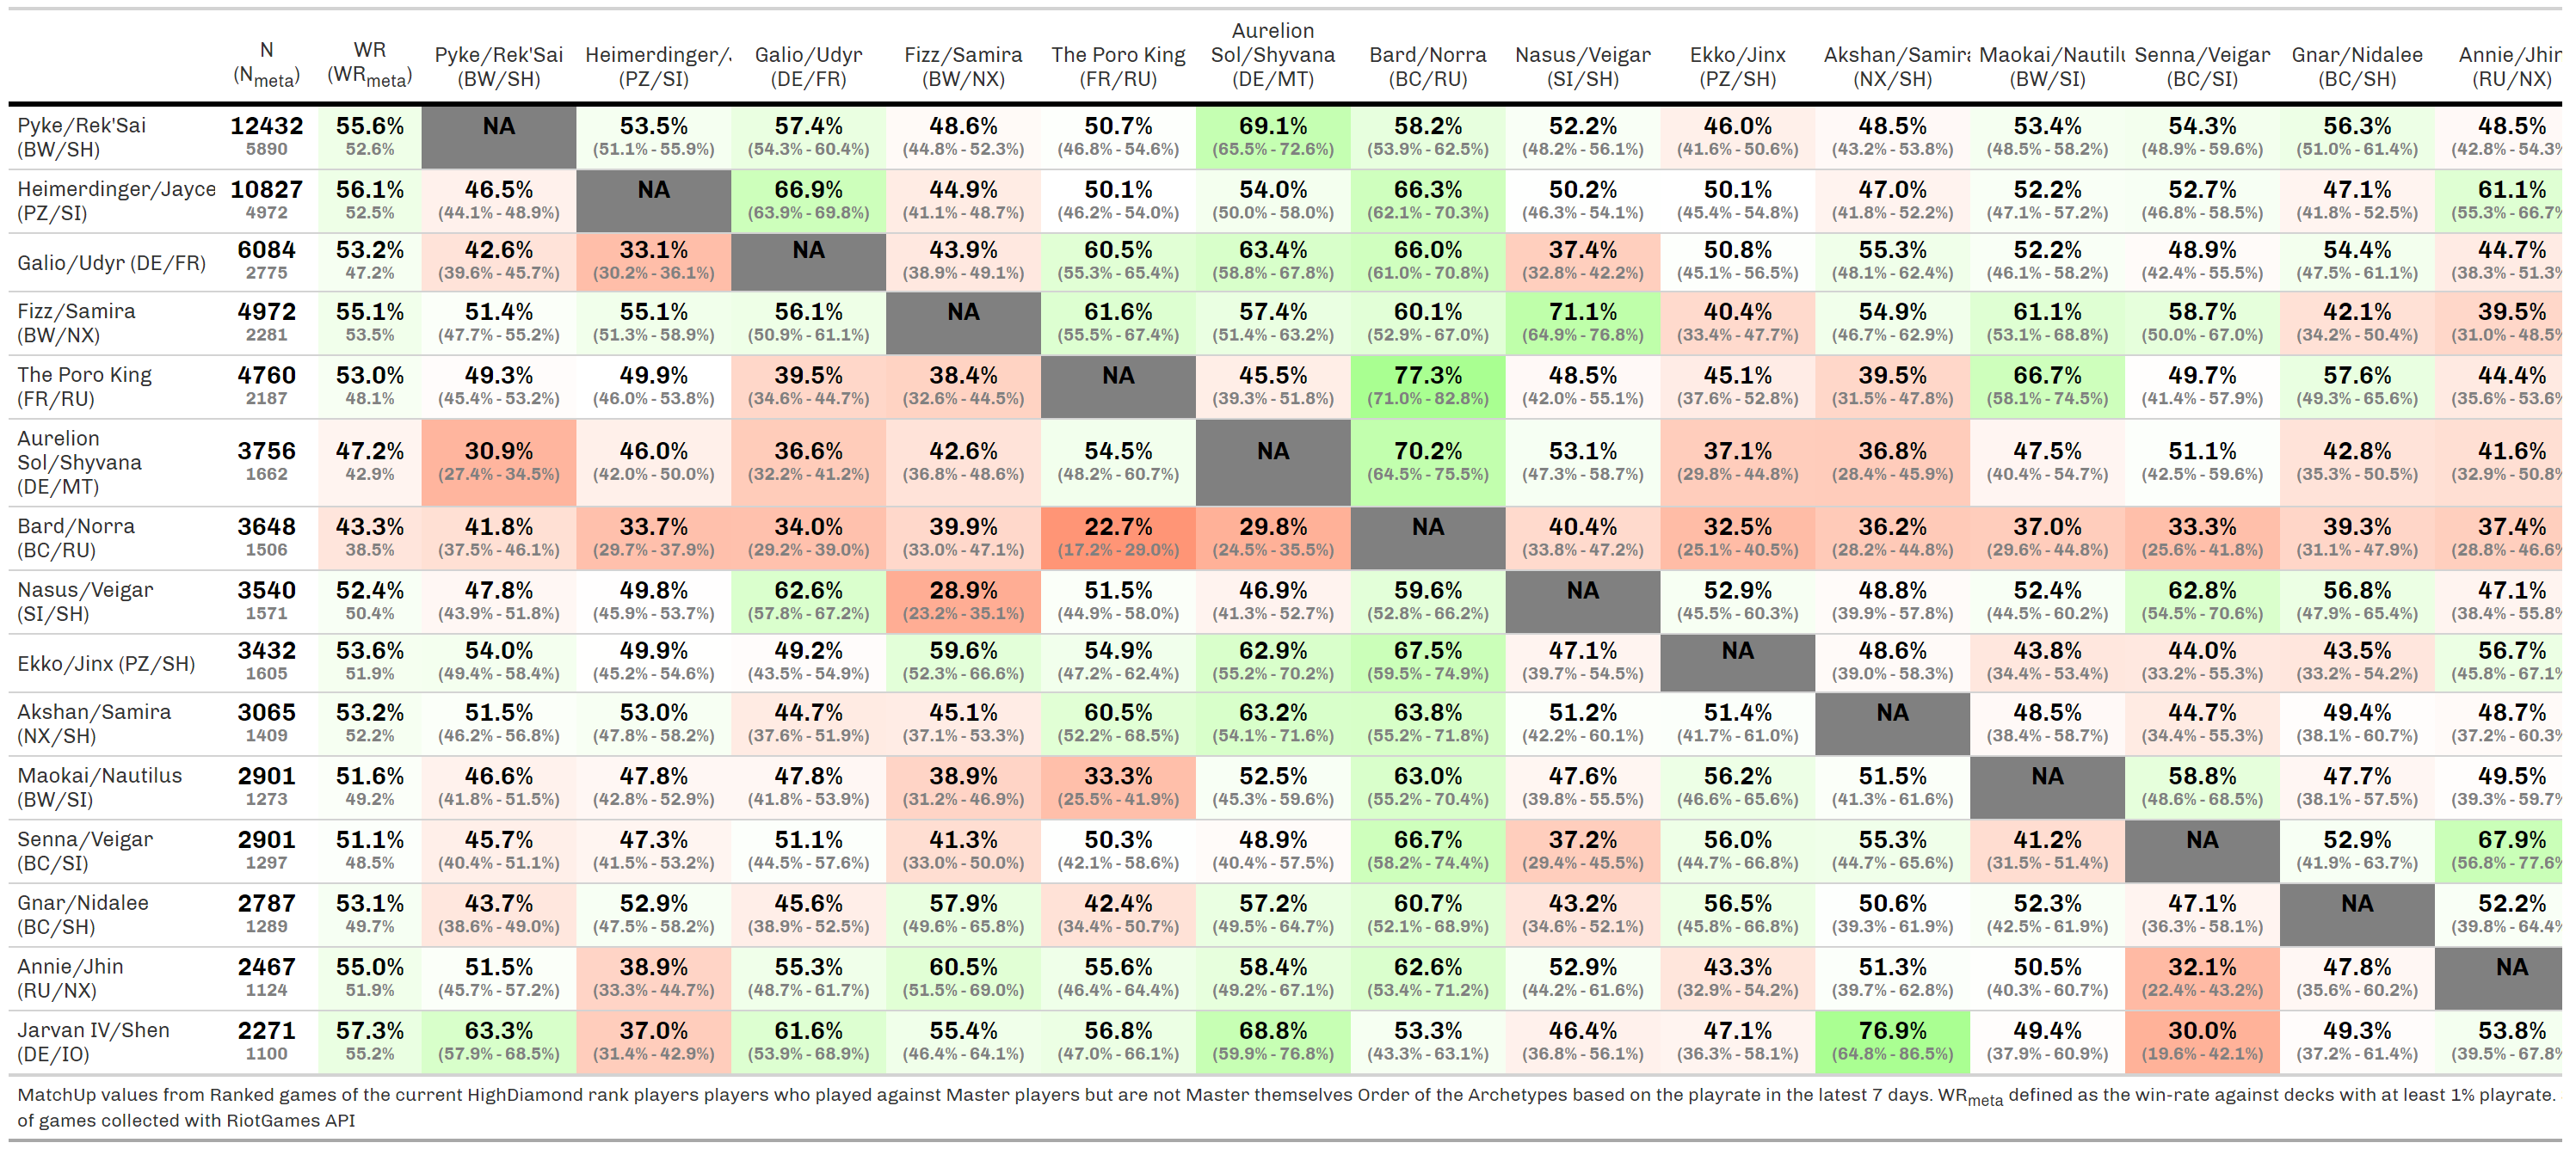 N (Nmeta) WR (WRmeta) Pyke/Rek'Sai (BW/SH) Heimerdinger/J (PZ/SI) Galio/Udyr (DE/FR) Fizz/Samira (BW/NX) The Poro King (FR/RU) Aurelion Sol/Shyvana (DE/MT) Bard/Norra (BC/RU) Nasus/Veigar (SI/SH) Ekko/Jinx (PZ/SH) Akshan/Samira (NX/SH) Maokai/Nautilu (BW/SI) Senna/Veigar (BC/SI) Gnar/Nidalee (BC/SH) Annie/Jhin (RU/NX)
Pyke/Rek'Sai 12432 55.6% NA 53.5% 57.4% 48.6% 50.7% 69.1% 58.2% 52.2% 46.0% 48.5% 53.4% 54.3% 56.3% 48.5%
(BW/SH) 5890 52.6% (51.1% - 55.9%) (54.3% - 60.4%) (44.8% - 52.3%) (46.8% - 54.6%) (65.5% - 72.6%) (53.9% - 62.5%) (48.2% - 56.1%) (41.6% - 50.6%) (43.2% - 53.8%) (48.5% - 58.2%) (48.9% - 59.6%) (51.0% - 61.4%) (42.8% - 54.3%
Heimerdinger/Jayce 10827 56.1% 46.5% NA 66.9% 44.9% 50.1% 54.0% 66.3% 50.2% 50.1% 47.0% 52.2% 52.7% 47.1% 61.1%
(PZ/SI) 4972 52.5% (44.1% - 48.9%) (63.9% - 69.8%) (41.1% - 48.7%) (46.2% - 54.0%) (50.0% - 58.0%) (62.1% - 70.3%) (46.3% - 54.1%) (45.4% - 54.8%) (41.8% - 52.2%) (47.1% - 57.2%) (46.8% - 58.5%) (41.8% - 52.5%) (55.3% - 66.7%
Galio/Udyr (DE/FR) 6084 53.2% 42.6% 33.1% NA 43.9% 60.5% 63.4% 66.0% 37.4% 50.8% 55.3% 52.2% 48.9% 54.4% 44.7%
2775 47.2% (39.6% - 45.7%) (30.2% - 36.1%) (38.9% - 49.1%) (55.3% - 65.4%) (58.8% - 67.8%) (61.0% - 70.8%) (32.8% - 42.2%) (45.1% - 56.5%) (48.1% - 62.4%) (46.1% - 58.2%) (42.4% - 55.5%) (47.5% - 61.1%) (38.3% - 51.3%
Fizz/Samira 4972 55.1% 51.4% 55.1% 56.1% NA 61.6% 57.4% 60.1% 71.1% 40.4% 54.9% 61.1% 58.7% 42.1% 39.5%
(BW/NX) 2281 53.5% (47.7% - 55.2%) (51.3% - 58.9%) (50.9% - 61.1%) (55.5% - 67.4%) (51.4% - 63.2%) (52.9% - 67.0%) (64.9% - 76.8%) (33.4% - 47.7%) (46.7% - 62.9%) (53.1% - 68.8%) (50.0% - 67.0%) (34.2% - 50.4%) (31.0% - 48.5%
The Poro King 4760 53.0% 49.3% 49.9% 39.5% 38.4% NA 45.5% 77.3% 48.5% 45.1% 39.5% 66.7% 49.7% 57.6% 44.4%
(FR/RU) 2187 48.1% (45.4% - 53.2%) (46.0% - 53.8%) (34.6% - 44.7%) (32.6% - 44.5%) (39.3% - 51.8%) (71.0% - 82.8%) (42.0% - 55.1%) (37.6% - 52.8%) (31.5% - 47.8%) (58.1% - 74.5%) (41.4% - 57.9%) (49.3% - 65.6%) (35.6% - 53.6%
Aurelion Sol/Shyvana (DE/MT) 3756 47.2% 30.9% 46.0% 36.6% 42.6% 54.5% NA 70.2% 53.1% 37.1% 36.8% 47.5% 51.1% 42.8% 41.6%
1662 42.9% (27.4% - 34.5%) (42.0% - 50.0%) (32.2% - 41.2%) (36.8% - 48.6%) (48.2% - 60.7%) (64.5% - 75.5%) (47.3% - 58.7%) (29.8% - 44.8%) (28.4% - 45.9%) (40.4% - 54.7%) (42.5% - 59.6%) (35.3% - 50.5%) (32.9% - 50.8%
Bard/Norra 3648 43.3% 41.8% 33.7% 34.0% 39.9% 22.7% 29.8% NA 40.4% 32.5% 36.2% 37.0% 33.3% 39.3% 37.4%
(BC/RU) 1506 38.5% (37.5% - 46.1%) (29.7% - 37.9%) (29.2% - 39.0%) (33.0% - 47.1%) (17.2% - 29.0%) (24.5% - 35.5%) (33.8% - 47.2%) (25.1% - 40.5%) (28.2% - 44.8%) (29.6% - 44.8%) (25.6% - 41.8%) (31.1% - 47.9%) (28.8% - 46.6%
Nasus/Veigar 3540 52.4% 47.8% 49.8% 62.6% 28.9% 51.5% 46.9% 59.6% NA 52.9% 48.8% 52.4% 62.8% 56.8% 47.1%
(SI/SH) 1571 50.4% (43.9% - 51.8%) (45.9% - 53.7%) (57.8% - 67.2%) (23.2% - 35.1%) (44.9% - 58.0%) (41.3% - 52.7%) (52.8% - 66.2%) (45.5% - 60.3%) (39.9% - 57.8%) (44.5% - 60.2%) (54.5% - 70.6%) (47.9% - 65.4%) (38.4% - 55.8%
Ekko/Jinx (PZ/SH) 3432 53.6% 54.0% 49.9% 49.2% 59.6% 54.9% 62.9% 67.5% 47.1% NA 48.6% 43.8% 44.0% 43.5% 56.7%
1605 51.9% (49.4% - 58.4%) (45.2% - 54.6%) (43.5% - 54.9%) (52.3% - 66.6%) (47.2% - 62.4%) (55.2% - 70.2%) (59.5% - 74.9%) (39.7% - 54.5%) (39.0% - 58.3%) (34.4% - 53.4%) (33.2% - 55.3%) (33.2% - 54.2%) (45.8% - 67.1%
Akshan/Samira 3065 53.2% 51.5% 53.0% 44.7% 45.1% 60.5% 63.2% 63.8% 51.2% 51.4% NA 48.5% 44.7% 49.4% 48.7%
(NX/SH) 1409 52.2% (46.2% - 56.8%) (47.8% - 58.2%) (37.6% - 51.9%) (37.1% - 53.3%) (52.2% - 68.5%) (54.1% - 71.6%) (55.2% - 71.8%) (42.2% - 60.1%) (41.7% - 61.0%) (38.4% - 58.7%) (34.4% - 55.3%) (38.1% - 60.7%) (37.2% - 60.3%
Maokai/Nautilus 2901 51.6% 46.6% 47.8% 47.8% 38.9% 33.3% 52.5% 63.0% 47.6% 56.2% 51.5% NA 58.8% 47.7% 49.5%
(BW/SI) 1273 49.2% (41.8% - 51.5%) (42.8% - 52.9%) (41.8% - 53.9%) (31.2% - 46.9%) (25.5% - 41.9%) (45.3% - 59.6%) (55.2% - 70.4%) (39.8% - 55.5%) (46.6% - 65.6%) (41.3% - 61.6%) (48.6% - 68.5%) (38.1% - 57.5%) (39.3% - 59.7%
Senna/Veigar 2901 51.1% 45.7% 47.3% 51.1% 41.3% 50.3% 48.9% 66.7% 37.2% 56.0% 55.3% 41.2% NA 52.9% 67.9%
(BC/SI) 1297 48.5% (40.4% - 51.1%) (41.5% - 53.2%) (44.5% - 57.6%) (33.0% - 50.0%) (42.1% - 58.6%) (40.4% - 57.5%) (58.2% - 74.4%) (29.4% - 45.5%) (44.7% - 66.8%) (44.7% - 65.6%) (31.5% - 51.4%) (41.9% - 63.7%) (56.8% - 77.6%
Gnar/Nidalee 2787 53.1% 43.7% 52.9% 45.6% 57.9% 42.4% 57.2% 60.7% 43.2% 56.5% 50.6% 52.3% 47.1% NA 52.2%
(BC/SH) 1289 49.7% (38.6% - 49.0%) (47.5% - 58.2%) (38.9% - 52.5%) (49.6% - 65.8%) (34.4% - 50.7%) (49.5% - 64.7%) (52.1% - 68.9%) (34.6% - 52.1%) (45.8% - 66.8%) (39.3% - 61.9%) (42.5% - 61.9%) (36.3% - 58.1%) (39.8% - 64.4%
Annie/Jhin 2467 55.0% 51.5% 38.9% 55.3% 60.5% 55.6% 58.4% 62.6% 52.9% 43.3% 51.3% 50.5% 32.1% 47.8% NA
(RU/NX) 1124 51.9% (45.7% - 57.2%) (33.3% - 44.7%) (48.7% - 61.7%) (51.5% - 69.0%) (46.4% - 64.4%) (49.2% - 67.1%) (53.4% - 71.2%) (44.2% - 61.6%) (32.9% - 54.2%) (39.7% - 62.8%) (40.3% - 60.7%) (22.4% - 43.2%) (35.6% - 60.2%)
Jarvan IV/Shen 2271 57.3% 63.3% 37.0% 61.6% 55.4% 56.8% 68.8% 53.3% 46.4% 47.1% 76.9% 49.4% 30.0% 49.3% 53.8%
(DE/IO) 1100 55.2% (57.9% - 68.5%) (31.4% - 42.9%) (53.9% - 68.9%) (46.4% - 64.1%) (47.0% - 66.1%) (59.9% - 76.8%) (43.3% - 63.1%) (36.8% - 56.1%) (36.3% - 58.1%) (64.8% - 86.5%) (37.9% - 60.9%) (19.6% - 42.1%) (37.2% - 61.4%) (39.5% - 67.8%
MatchUp values from Ranked games of the current HighDiamond rank players players who played against Master players but are not Master themselves Order of the Archetypes based on the playrate in the latest 7 days. WRmeta defined as the win-rate against decks with at least 1% playrate.
of games collected with RiotGames API